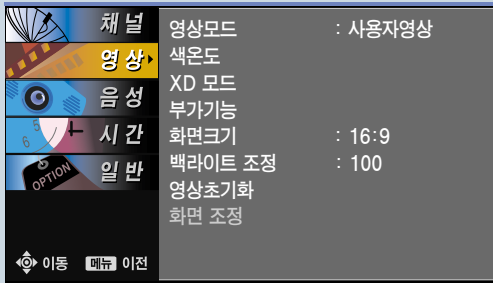 채널
영상
음성
6
5
시간
OPTION
일반
이동 메뉴 이전
영상모드 : 사용자영상
색온도
XD 모드
부가기능
화면크기 : 16:9
백라이트 조정 : 100
영상초기화
화면 조정